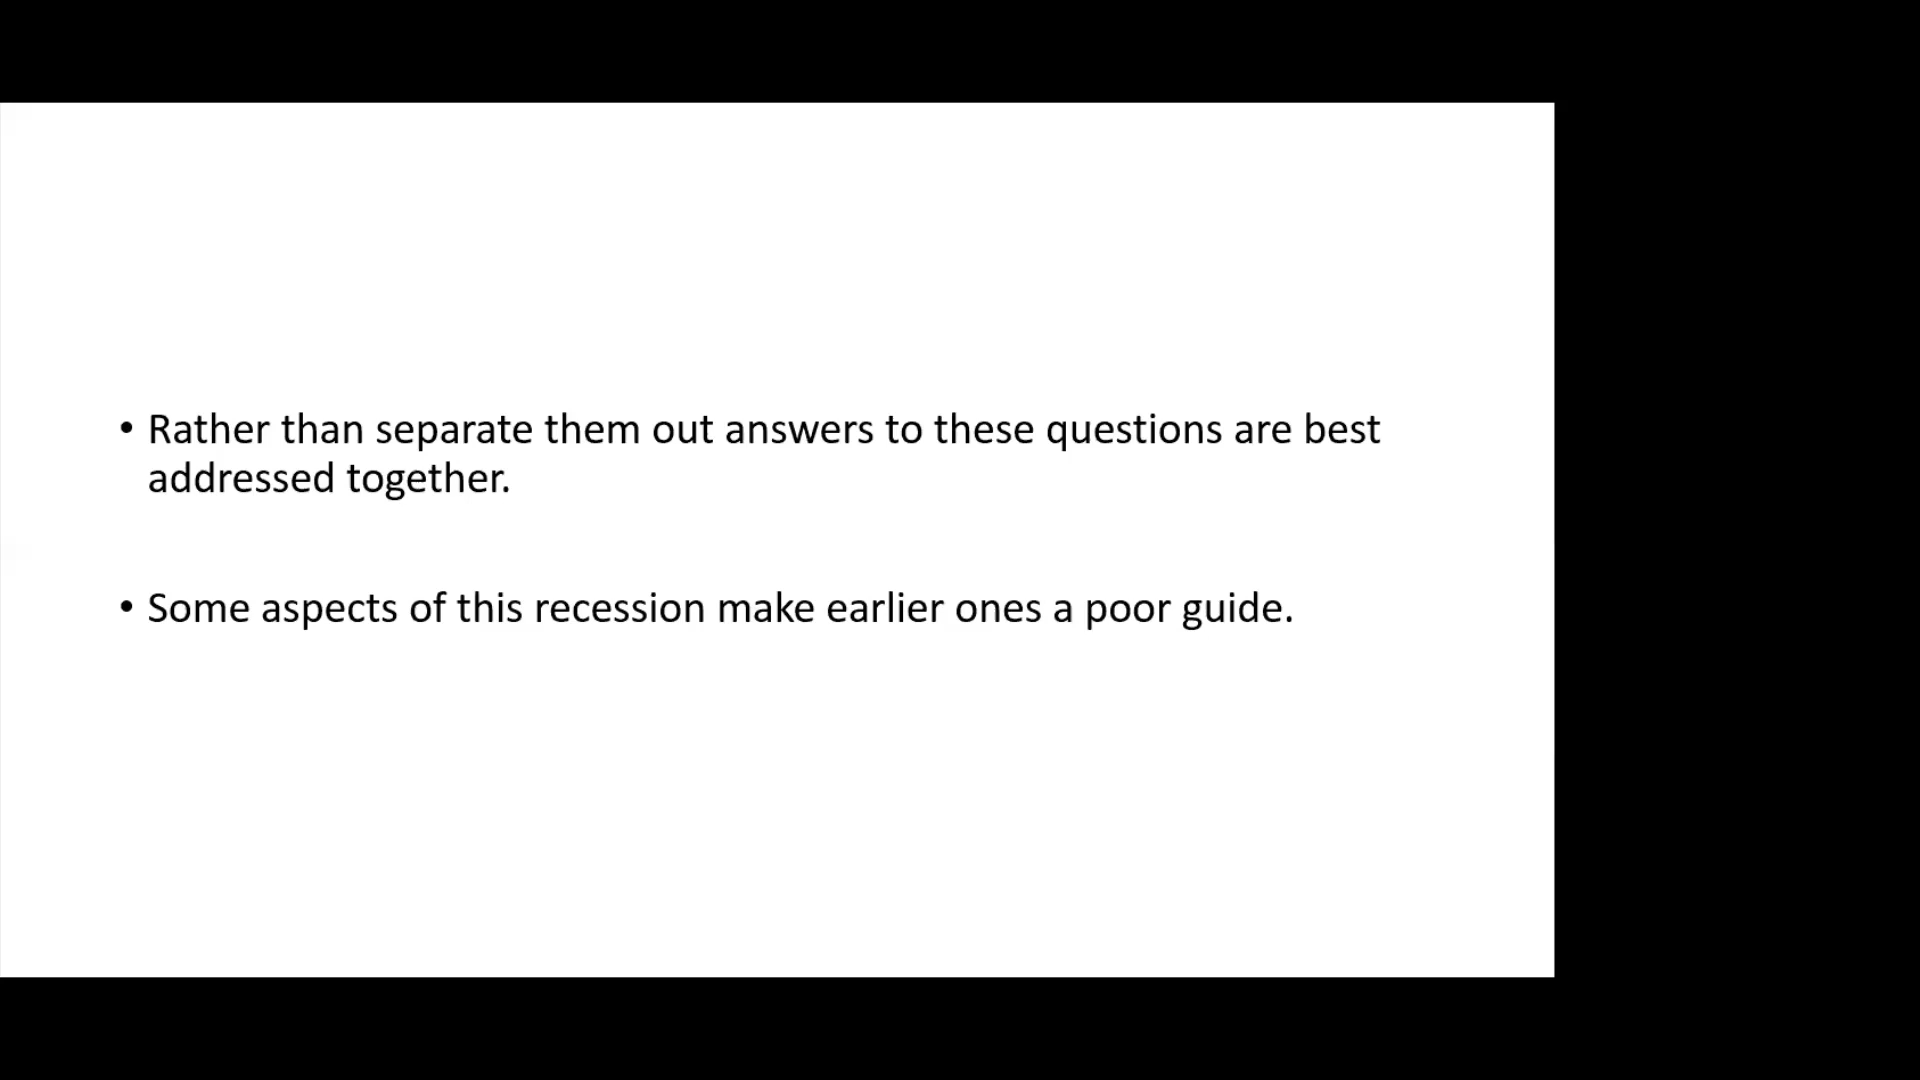 • Rather than separate them out answers to these questions are best
addressed together.
• Some aspects of this recession make earlier ones a poor guide.